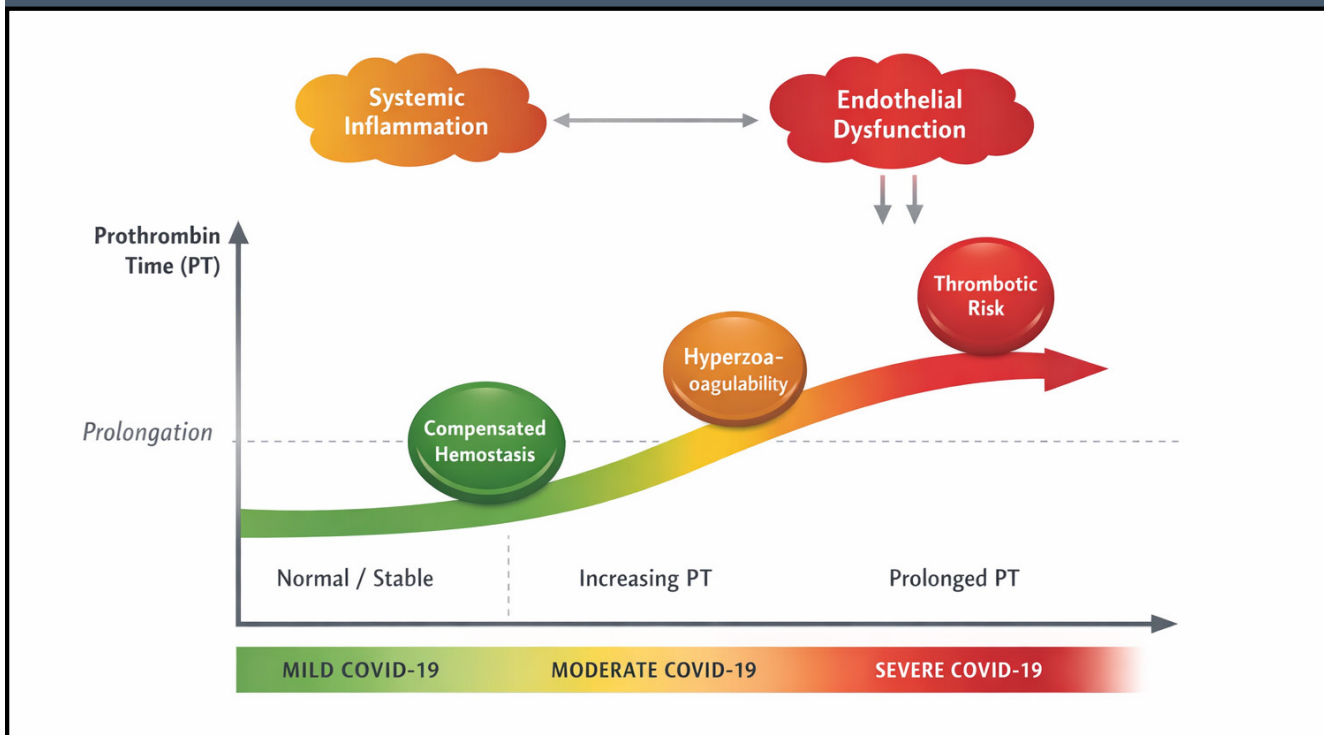 Systemic
Inflammation
Endothelial
Dysfunction
Prothrombin
Time (PT)
Thrombotic
Risk
Hyperzoa-
oagulability
Prolongation
Compensated
Hemostasis
Normal / Stable
Increasing PT
Prolonged PT
MILD COVID-19
MODERATE COVID-19
SEVERE COVID-19